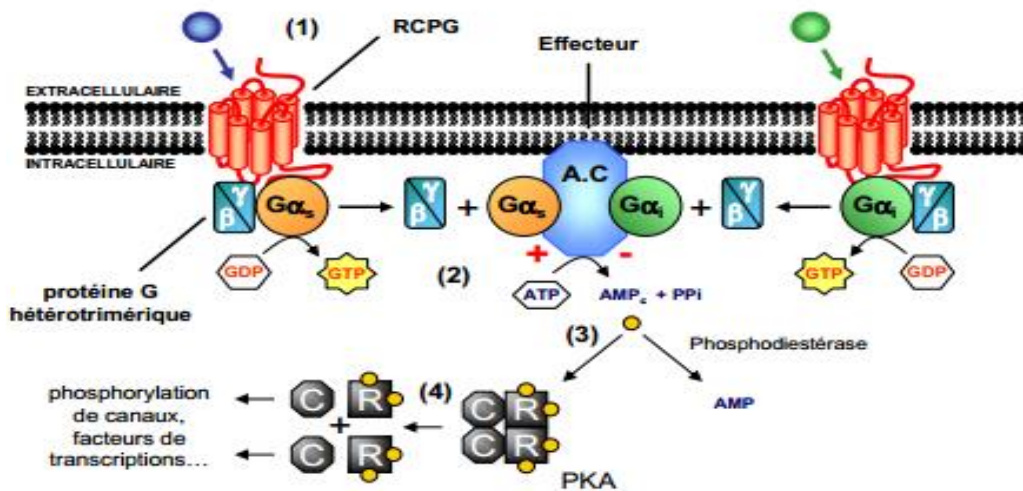 (1)
RCPG
Effecteur
EXTRACELLULAIRE
INTRACELLULAIRE
A.C
γ
β
Gαs
γ
β
+
Gαs
Gαi
+
γ
β
Gαi
γ
β
+
-
GDP
GTP
(2)
GTP
GDP
protéine G
hétérotrimérique
ATP
AMPc + PPi
(3)
Phosphodiestérase
AMP
phosphorylation
de canaux,
facteurs de
transcriptions...
C
R
(4)
C
R
+
C
R
C
R
PKA